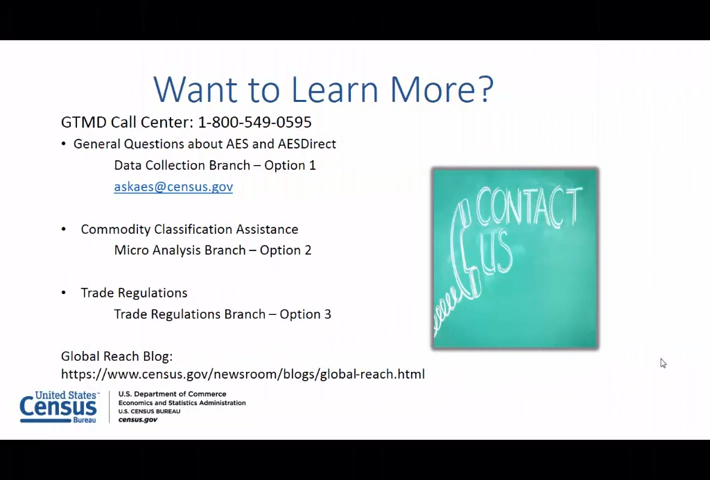 Want to Learn More?
GTMD Call Center: 1-800-549-0595
• General Questions about AES and AESDirect
Data Collection Branch – Option 1
askaes@census.gov
• Commodity Classification Assistance
Micro Analysis Branch – Option 2
• Trade Regulations
Trade Regulations Branch – Option 3
CONTACT
US
Global Reach Blog:
https://www.census.gov/newsroom/blogs/global-reach.html
United States™
Census
Bureau
U.S. Department of Commerce
Economics and Statistics Administration
U.S. CENSUS BUREAU
census.gov